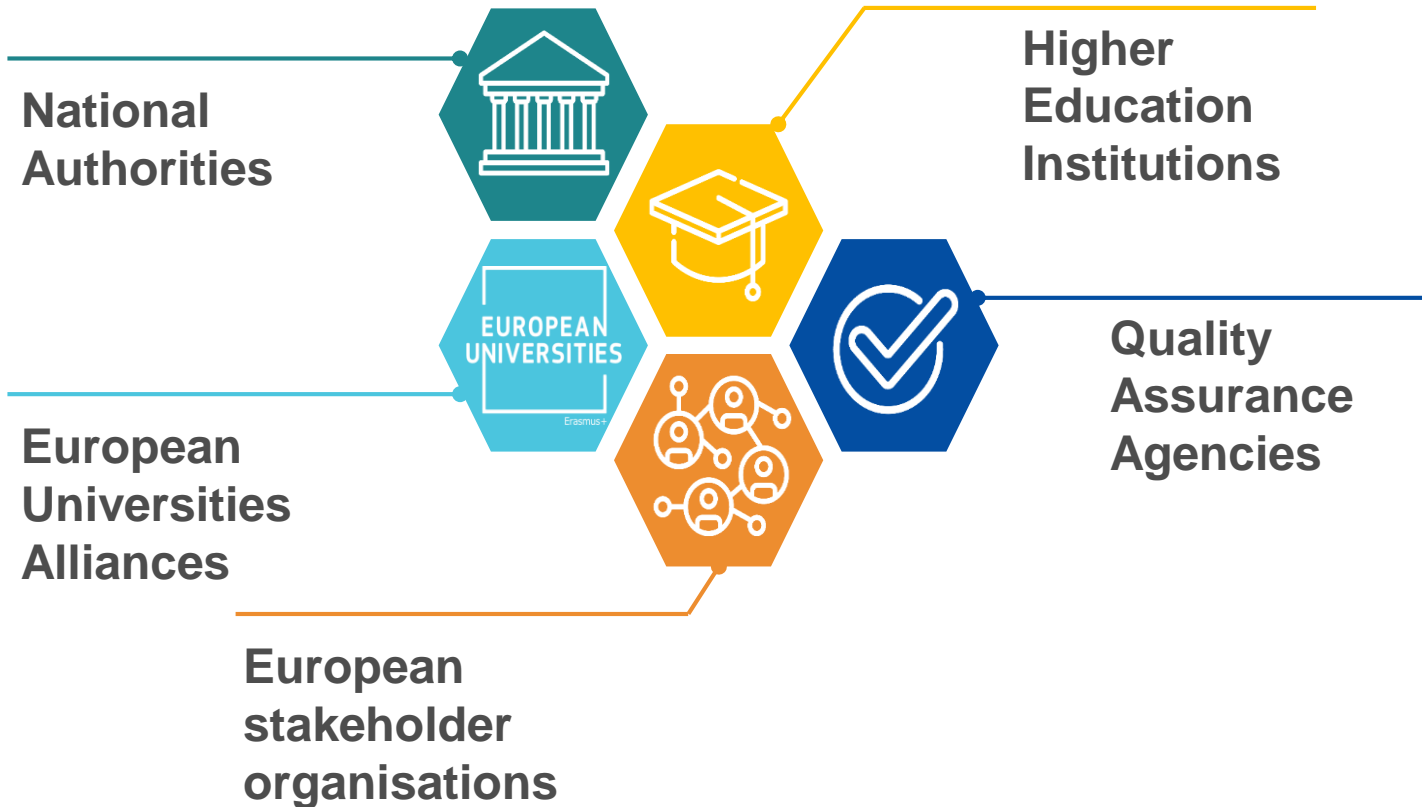 National
Authorities
Higher
Education
Institutions
EUROPEAN
UNIVERSITIES
Erasmus+
Quality
Assurance
Agencies
European
Universities
Alliances
European
stakeholder
organisations